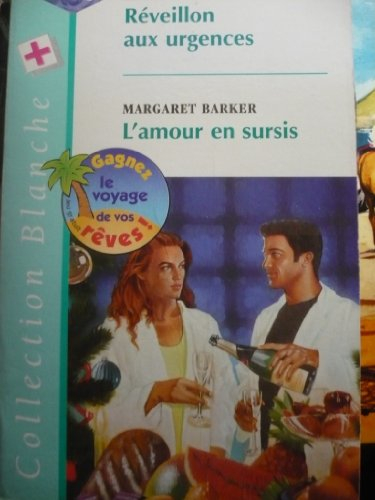 Réveillon
aux urgences
MARGARET BARKER
L'amour en sursis
Gagnez
le
voyage
de vos
rêves!
Collection Blanche